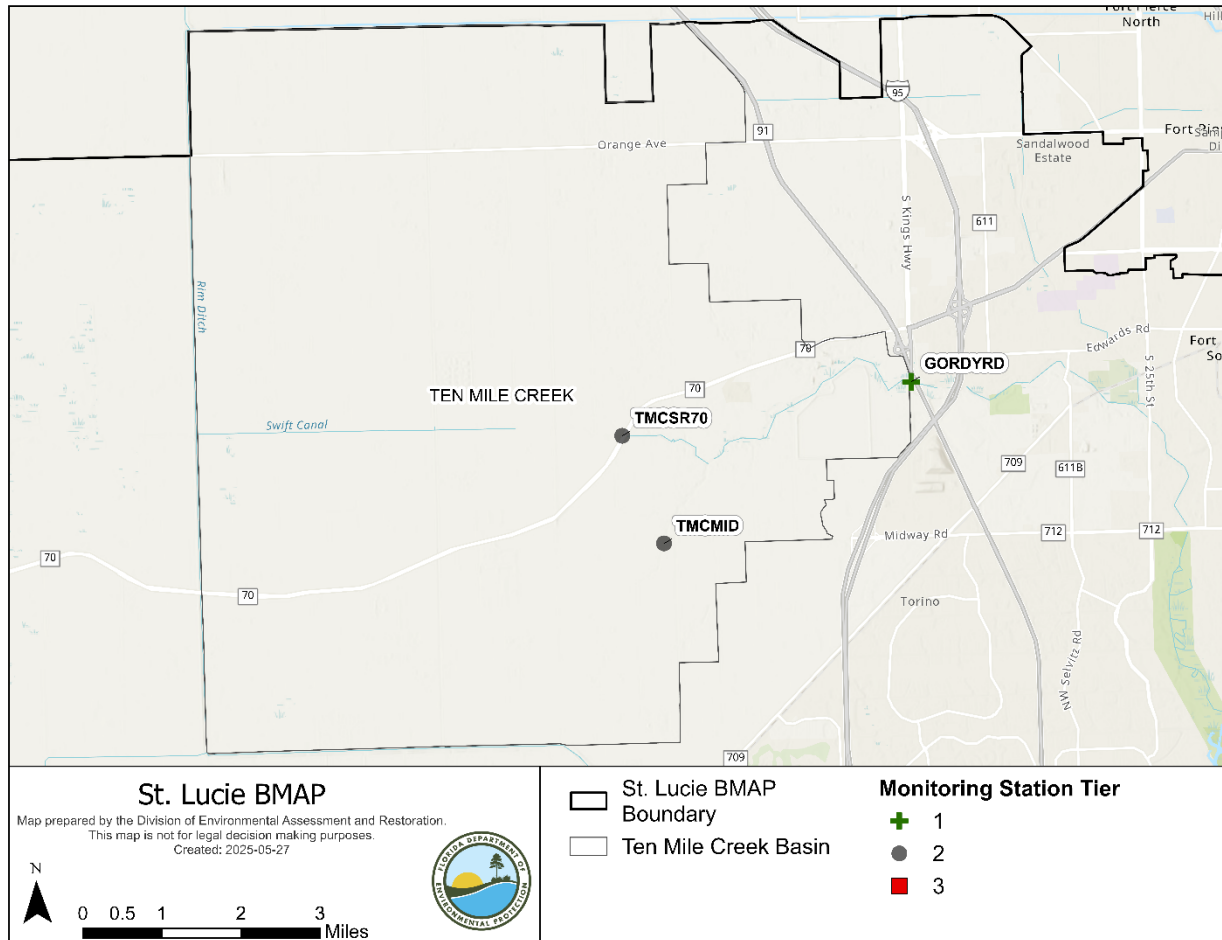 Fort Pierce
North
Hill
95
91
Orange Ave
Sandalwood
Estate
Fort Pier
Sam
Di
S Kings Hwy
611
Rim Ditch
Edwards Rd
Fort
So
70
GORDYRD
TEN MILE CREEK
70
S 25th St
Swift Canal
TMCSR70
709
611B
TMCMID
Midway Rd
712
712
70
70
Torino
NW Selvitz Rd
709
St. Lucie BMAP
Map prepared by the Division of Environmental Assessment and Restoration.
This map is not for legal decision making purposes.
Created: 2025-05-27
N
0 0.5 1 2 3
Miles
FLORIDA DEPARTMENT OF
ENVIRONMENTAL PROTECTION
St. Lucie BMAP
Boundary
Ten Mile Creek Basin
Monitoring Station Tier
1
2
3